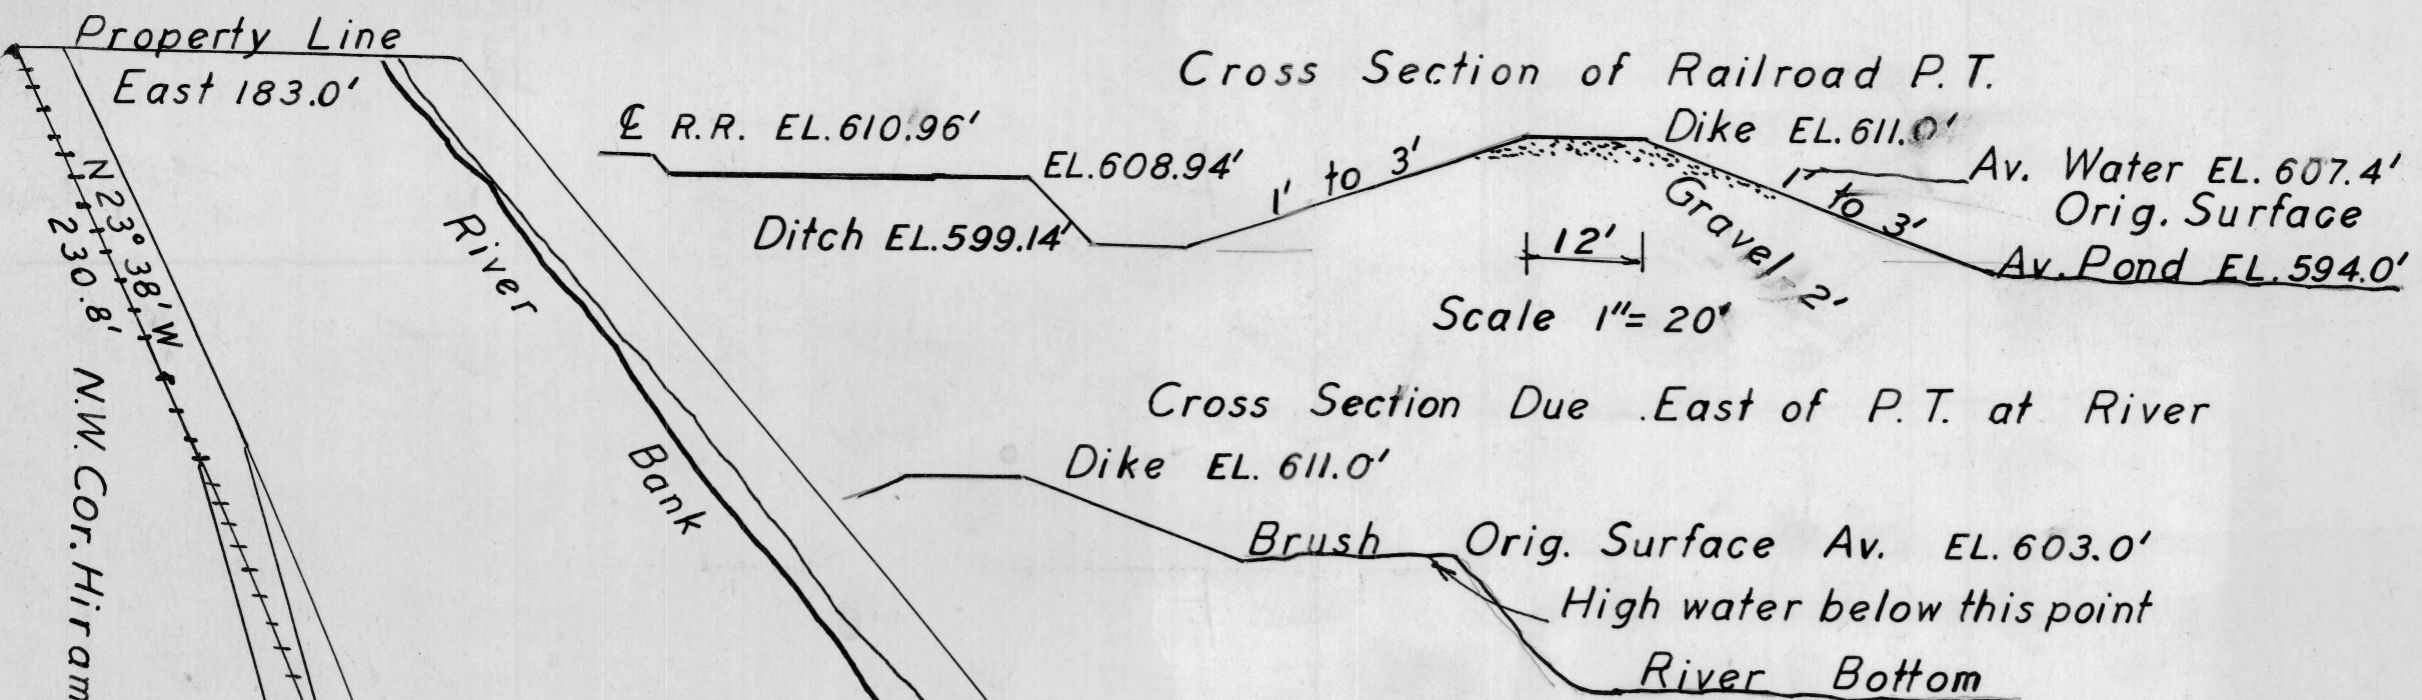 Property Line
East 183.0'
N 23° 38' W
230.8'
N.W. Cor. Hiram
River
Bank
Cross Section of Railroad P.T.
℄ R.R. EL. 610.96'
EL. 608.94'
Ditch EL. 599.14'
1' to 3'
Dike EL. 611.0'
Av. Water EL. 607.4'
Orig. Surface
1' to 3'
Gravel 2'
Av. Pond EL. 594.0'
12'
Scale 1"= 20'
Cross Section Due East of P.T. at River
Dike EL. 611.0'
Brush
Orig. Surface Av. EL. 603.0'
High water below this point
River Bottom